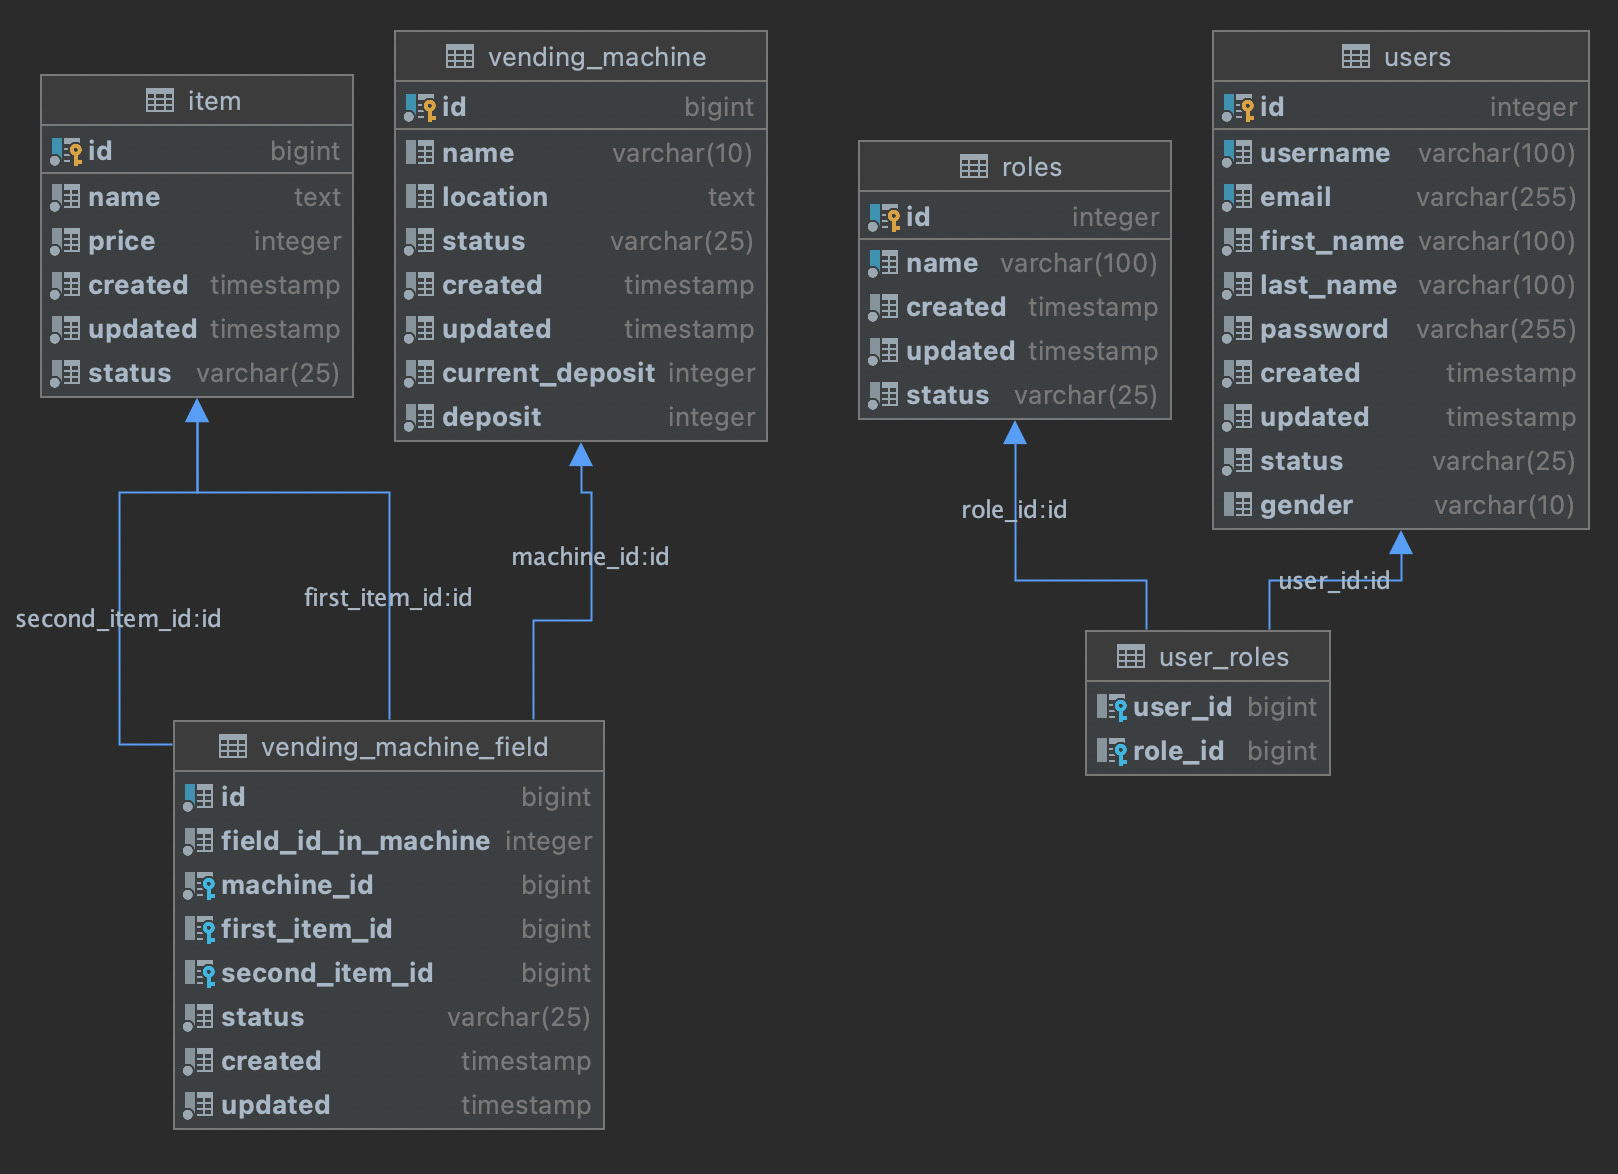 item
id bigint
name text
price integer
created timestamp
updated timestamp
status varchar(25)
vending_machine
id bigint
name varchar(10)
location text
status varchar(25)
created timestamp
updated timestamp
current_deposit integer
deposit integer
roles
id integer
name varchar(100)
created timestamp
updated timestamp
status varchar(25)
users
id integer
username varchar(100)
email varchar(255)
first_name varchar(100)
last_name varchar(100)
password varchar(255)
created timestamp
updated timestamp
status varchar(25)
gender varchar(10)
second_item_id:id
first_item_id:id
machine_id:id
role_id:id
user_id:id
vending_machine_field
id bigint
field_id_in_machine integer
machine_id bigint
first_item_id bigint
second_item_id bigint
status varchar(25)
created timestamp
updated timestamp
user_roles
user_id bigint
role_id bigint